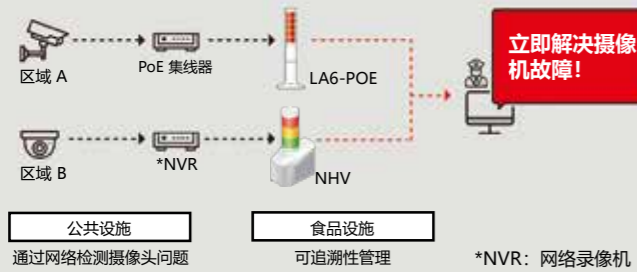 立即解决摄像
机故障！
区域 A
PoE 集线器
LA6-POE
区域 B
*NVR
NHV
公共设施
食品设施
通过网络检测摄像头问题
可追溯性管理
*NVR：网络录像机